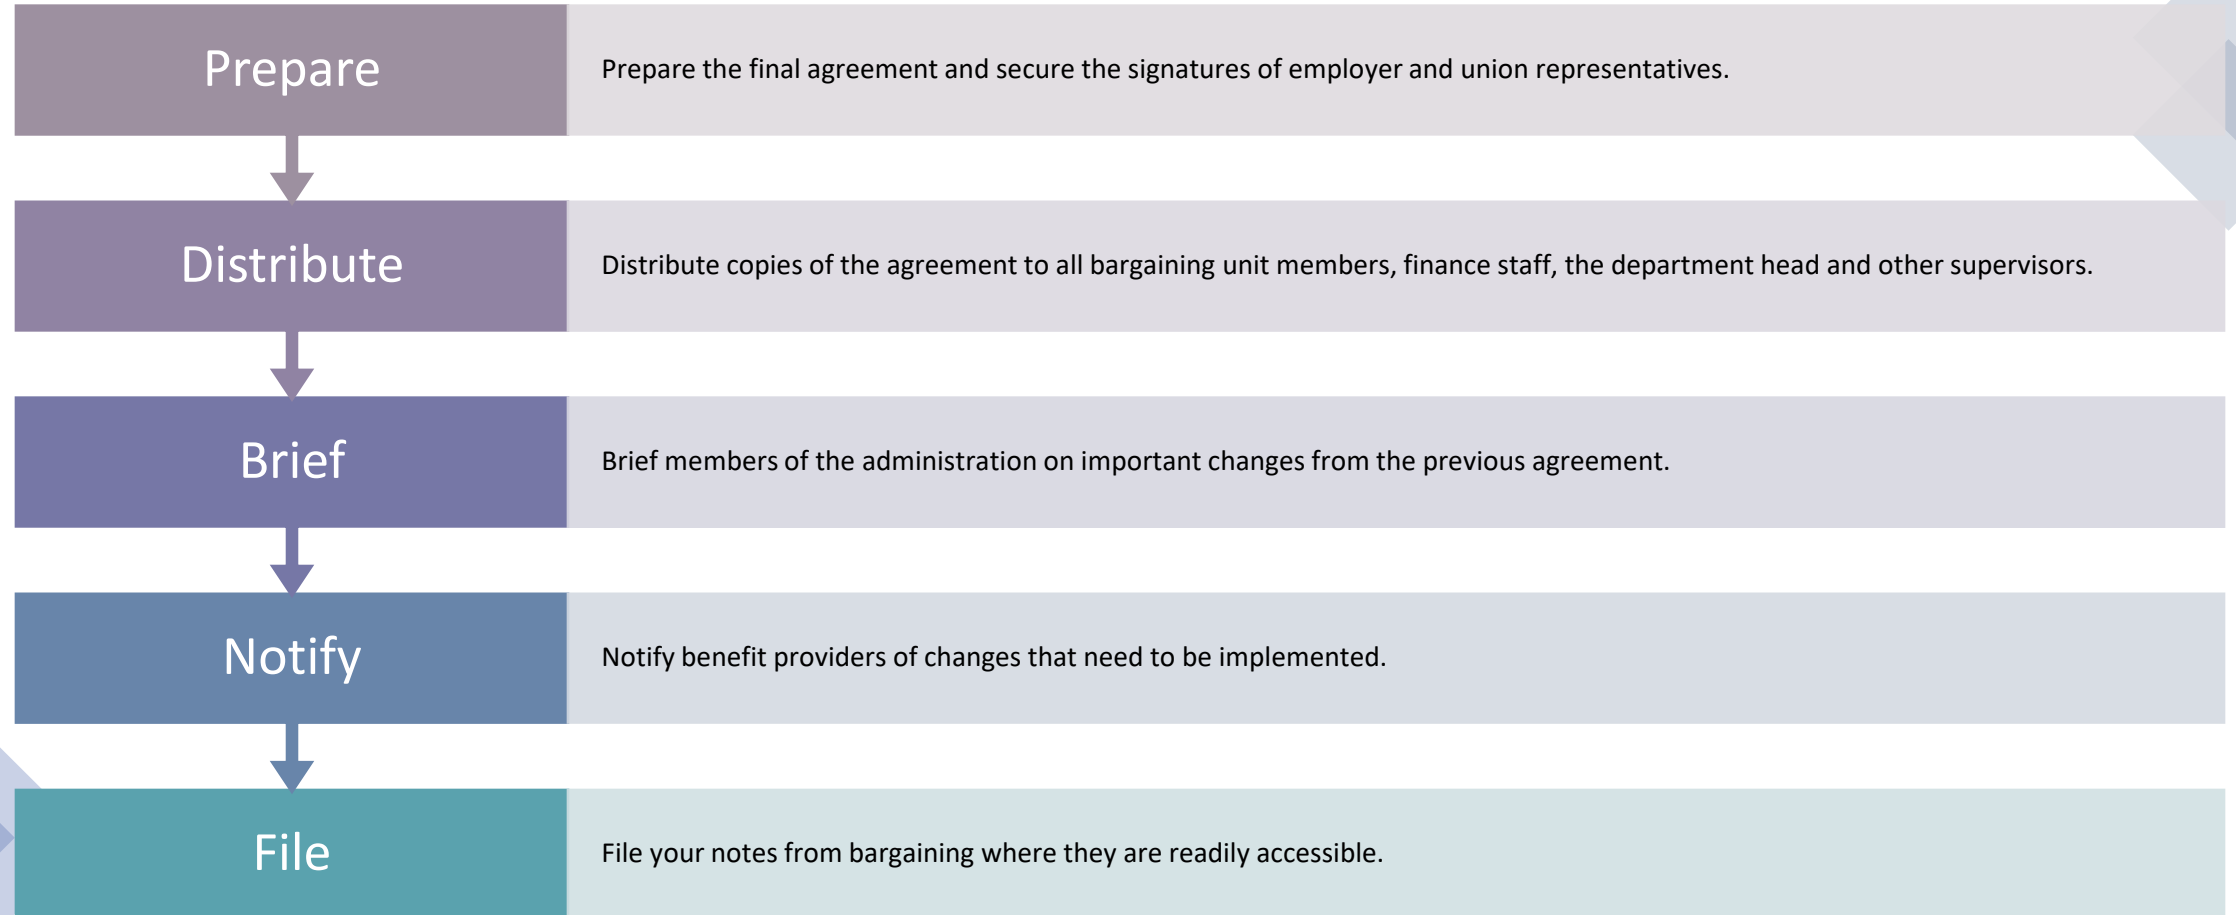 Prepare
Prepare the final agreement and secure the signatures of employer and union representatives.
Distribute
Distribute copies of the agreement to all bargaining unit members, finance staff, the department head and other supervisors.
Brief
Brief members of the administration on important changes from the previous agreement.
Notify
Notify benefit providers of changes that need to be implemented.
File
File your notes from bargaining where they are readily accessible.